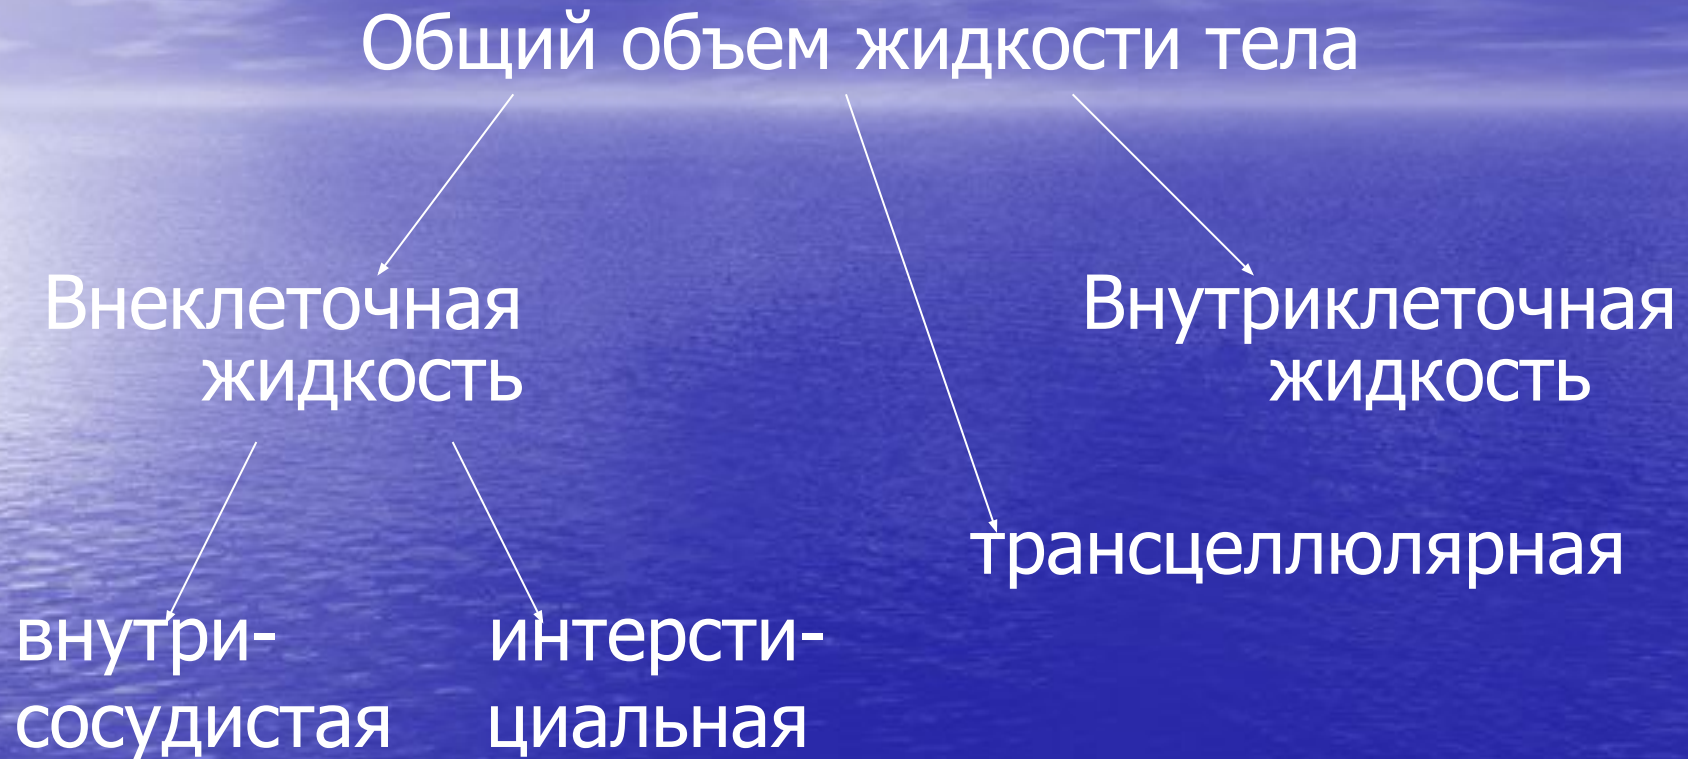 Общий объем жидкости тела
Внеклеточная
жидкость
Внутриклеточная
жидкость
трансцеллюлярная
внутри-
сосудистая
интерсти-
циальная